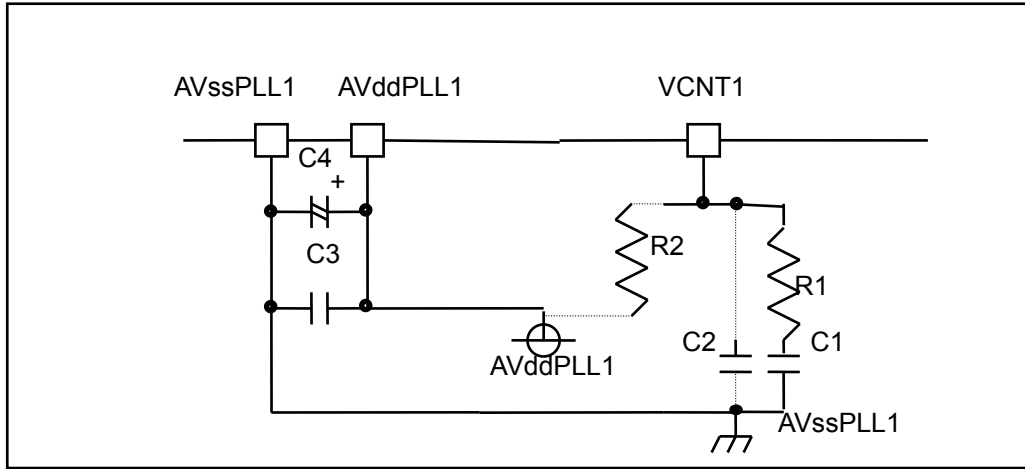 AVssPLL1
AVddPLL1
VCNT1
C4
+
C3
R2
R1
AVddPLL1
C2
C1
AVssPLL1